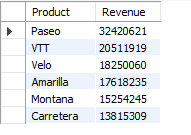 Product Revenue
Paseo 32420621
VTT 20511919
Velo 18250060
Amarilla 17618235
Montana 15254245
Carretera 13815309